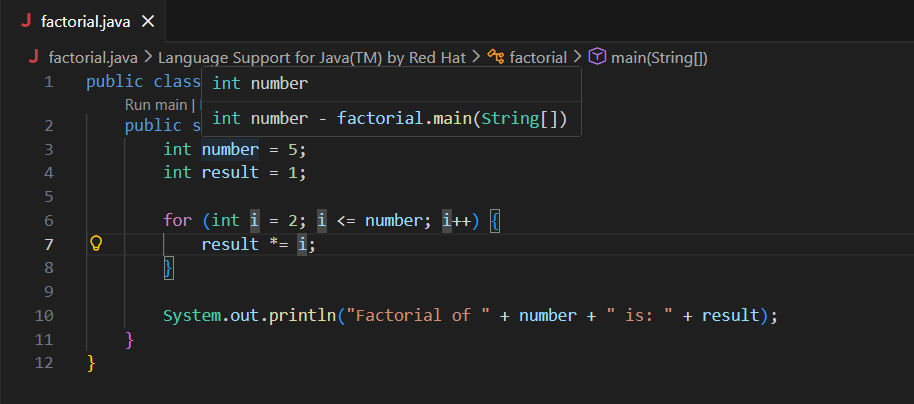 factorial.java
factorial.java > Language Support for Java(TM) by Red Hat > factorial > main(String[])
1 public class
int number
Run main |
int number - factorial.main(String[])
2 public s
3 int number = 5;
4 int result = 1;
5
6 for (int i = 2; i <= number; i++) {
7 result *= i;
8 }
9
10 System.out.println("Factorial of " + number + " is: " + result);
11 }
12 }